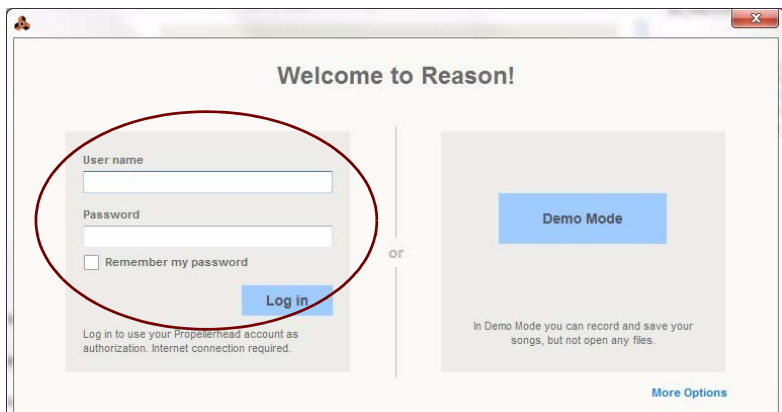 Welcome to Reason!
User name
Password
Remember my password
Log in
Log in to use your Propellerhead account as
authorization. Internet connection required.
or
Demo Mode
In Demo Mode you can record and save your
songs, but not open any files.
More Options